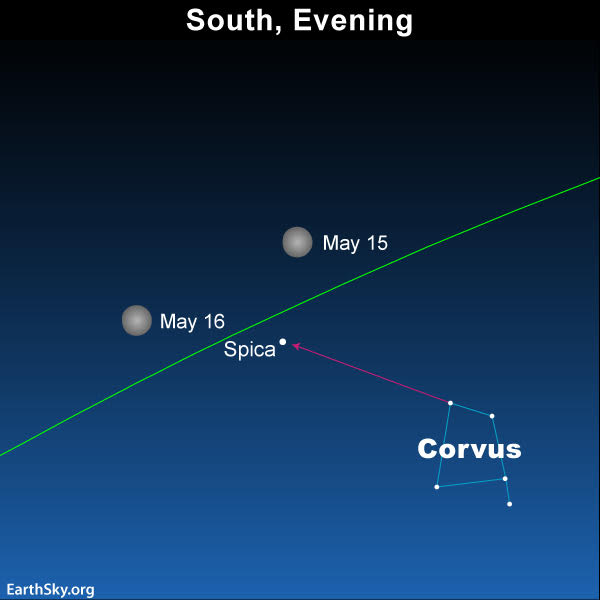 South, Evening
May 15
May 16
Spica
Corvus
EarthSky.org